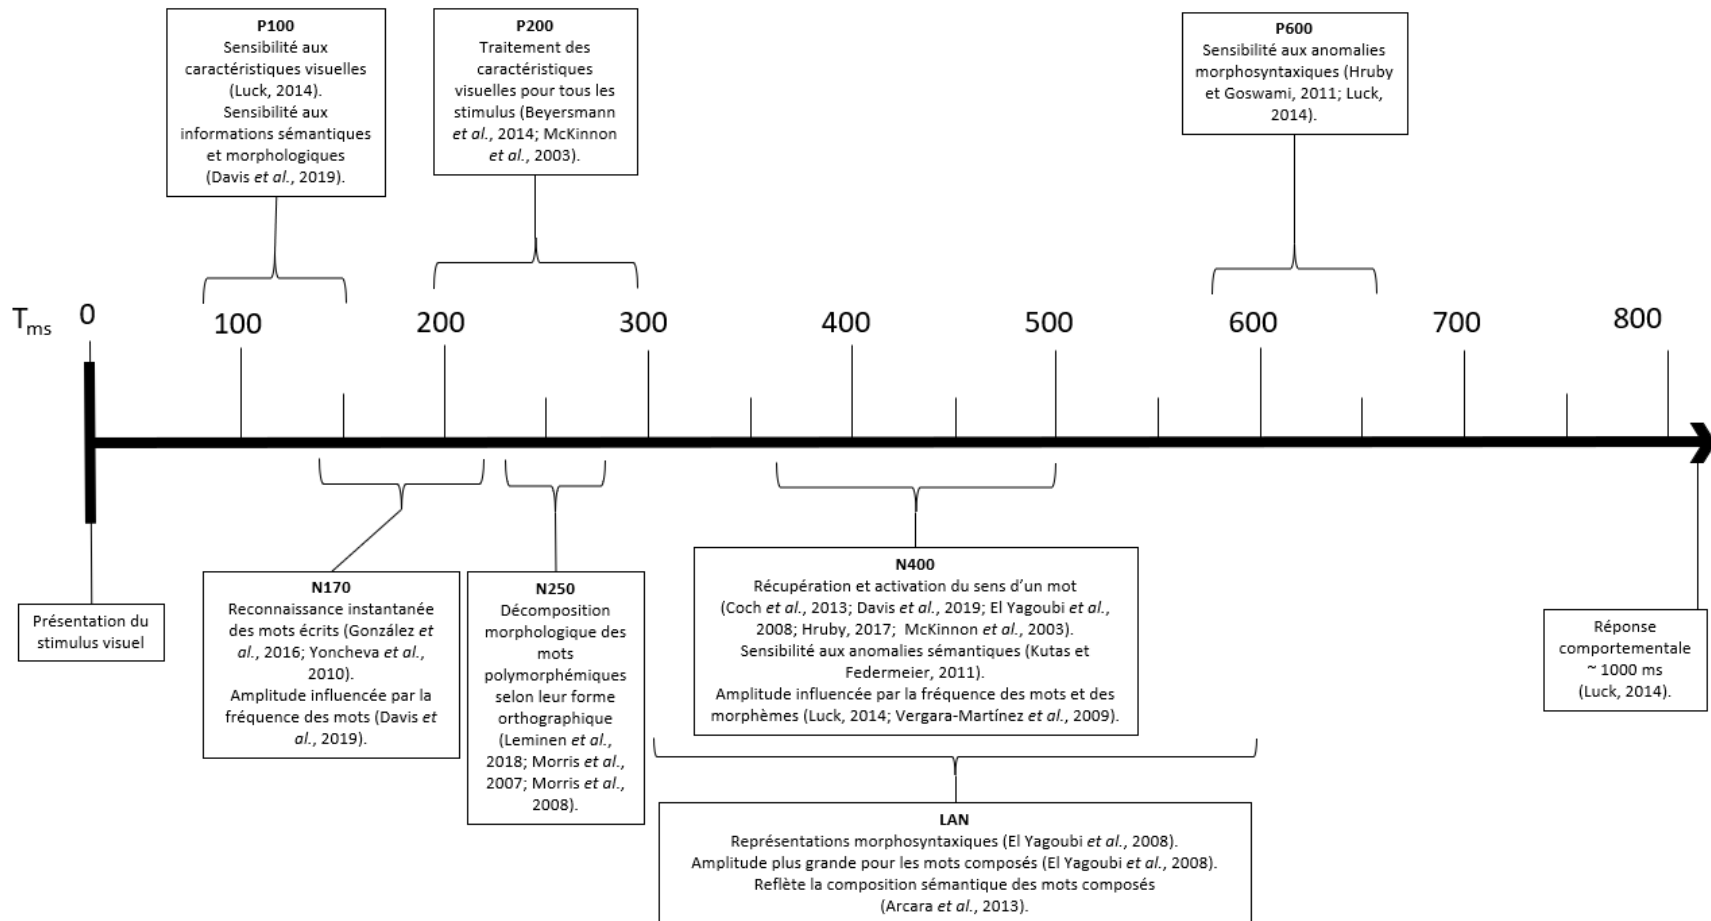 P100
Sensibilité aux
caractéristiques visuelles
(Luck, 2014).
Sensibilité aux
informations sémantiques
et morphologiques
(Davis et al., 2019).
P200
Traitement des
caractéristiques
visuelles pour tous les
stimulus (Beyersmann
et al., 2014; McKinnon
et al., 2003).
P600
Sensibilité aux anomalies
morphosyntaxiques (Hruby
et Goswami, 2011; Luck,
2014).
Tms 0 100 200 300 400 500 600 700 800
Présentation du
stimulus visuel
N170
Reconnaissance instantanée
des mots écrits (González et
al., 2016; Yoncheva et al.,
2010).
Amplitude influencée par la
fréquence des mots (Davis et
al., 2019).
N250
Décomposition
morphologique des
mots
polymorphémiques
selon leur forme
orthographique
(Leminen et al.,
2018; Morris et al.,
2007; Morris et al.,
2008).
N400
Récupération et activation du sens d’un mot
(Coch et al., 2013; Davis et al., 2019; El Yagoubi et al.,
2008; Hruby, 2017; McKinnon et al., 2003).
Sensibilité aux anomalies sémantiques (Kutas et
Federmeier, 2011).
Amplitude influencée par la fréquence des mots et des
morphèmes (Luck, 2014; Vergara-Martínez et al., 2009).
Réponse
comportementale
~ 1000 ms
(Luck, 2014).
LAN
Représentations morphosyntaxiques (El Yagoubi et al., 2008).
Amplitude plus grande pour les mots composés (El Yagoubi et al., 2008).
Reflète la composition sémantique des mots composés
(Arcara et al., 2013).